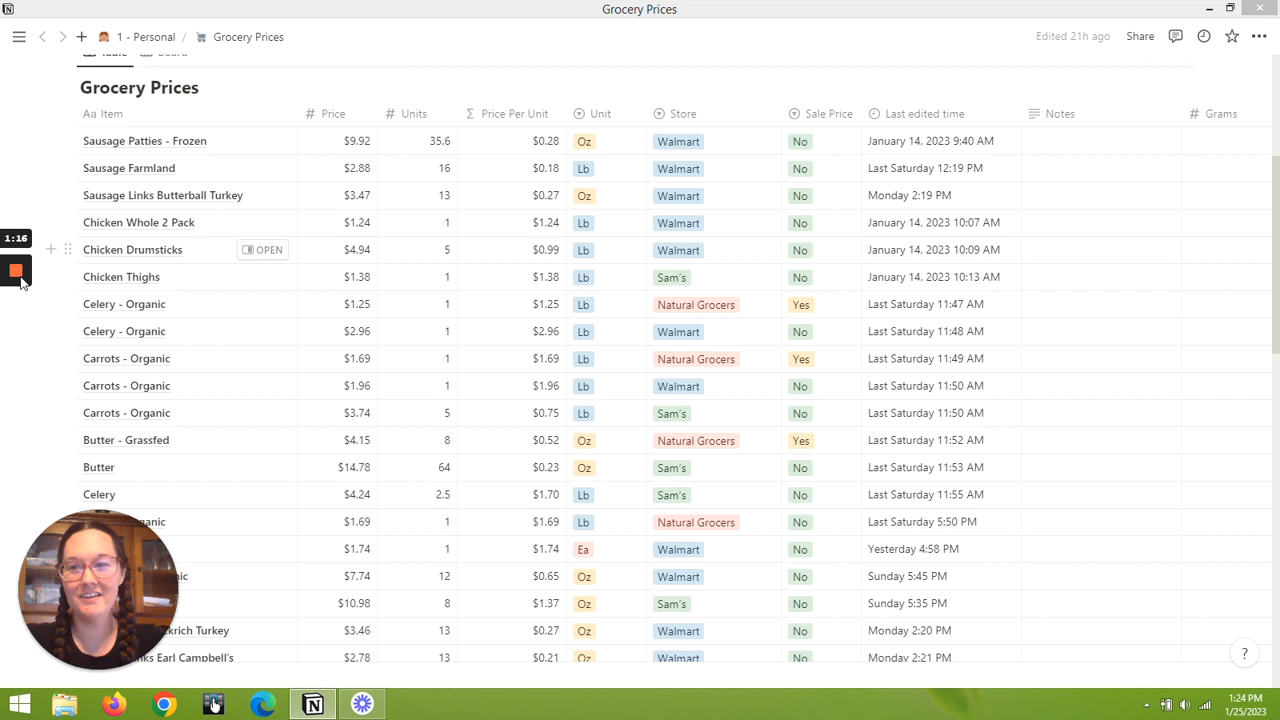 Grocery Prices
1 - Personal / Grocery Prices Edited 21h ago Share
Grocery Prices
Aa Item # Price # Units Σ Price Per Unit Unit Store Sale Price Last edited time Notes # Grams
Sausage Patties - Frozen $9.92 35.6 $0.28 Oz Walmart No January 14, 2023 9:40 AM
Sausage Farmland $2.88 16 $0.18 Lb Walmart No Last Saturday 12:19 PM
Sausage Links Butterball Turkey $3.47 13 $0.27 Oz Walmart No Monday 2:19 PM
Chicken Whole 2 Pack $1.24 1 $1.24 Lb Walmart No January 14, 2023 10:07 AM
1:16
Chicken Drumsticks OPEN $4.94 5 $0.99 Lb Walmart No January 14, 2023 10:09 AM
Chicken Thighs $1.38 1 $1.38 Lb Sam's No January 14, 2023 10:13 AM
Celery - Organic $1.25 1 $1.25 Lb Natural Grocers Yes Last Saturday 11:47 AM
Celery - Organic $2.96 1 $2.96 Lb Walmart No Last Saturday 11:48 AM
Carrots - Organic $1.69 1 $1.69 Lb Natural Grocers Yes Last Saturday 11:49 AM
Carrots - Organic $1.96 1 $1.96 Lb Walmart No Last Saturday 11:50 AM
Carrots - Organic $3.74 5 $0.75 Lb Sam's No Last Saturday 11:50 AM
Butter - Grassfed $4.15 8 $0.52 Oz Natural Grocers Yes Last Saturday 11:52 AM
Butter $14.78 64 $0.23 Oz Sam's No Last Saturday 11:53 AM
Celery $4.24 2.5 $1.70 Lb Sam's No Last Saturday 11:55 AM
$1.69 1 $1.69 Lb Natural Grocers No Last Saturday 5:50 PM
$1.74 1 $1.74 Ea Walmart No Yesterday 4:58 PM
$7.74 12 $0.65 Oz Walmart No Sunday 5:45 PM
$10.98 8 $1.37 Oz Sam's No Sunday 5:35 PM
Turkey $3.46 13 $0.27 Oz Walmart No Monday 2:20 PM
Earl Campbell's $2.78 13 $0.21 Oz Walmart No Monday 2:21 PM
?
1:24 PM
1/25/2023